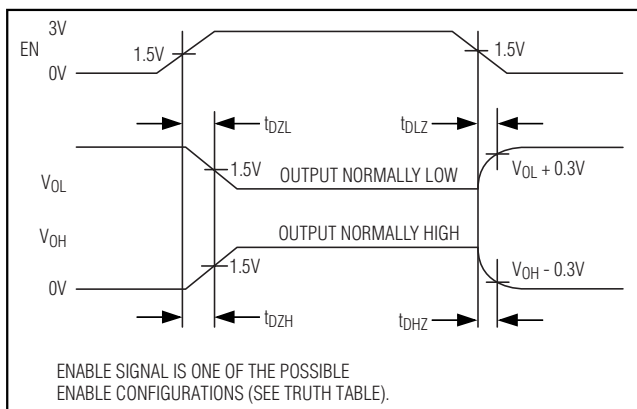 3V
EN
1.5V
1.5V
0V
tDZL
tDLZ
1.5V
OUTPUT NORMALLY LOW
VOL + 0.3V
VOL
VOH
OUTPUT NORMALLY HIGH
1.5V
VOH - 0.3V
0V
tDZH
tDHZ
ENABLE SIGNAL IS ONE OF THE POSSIBLE
ENABLE CONFIGURATIONS (SEE TRUTH TABLE).